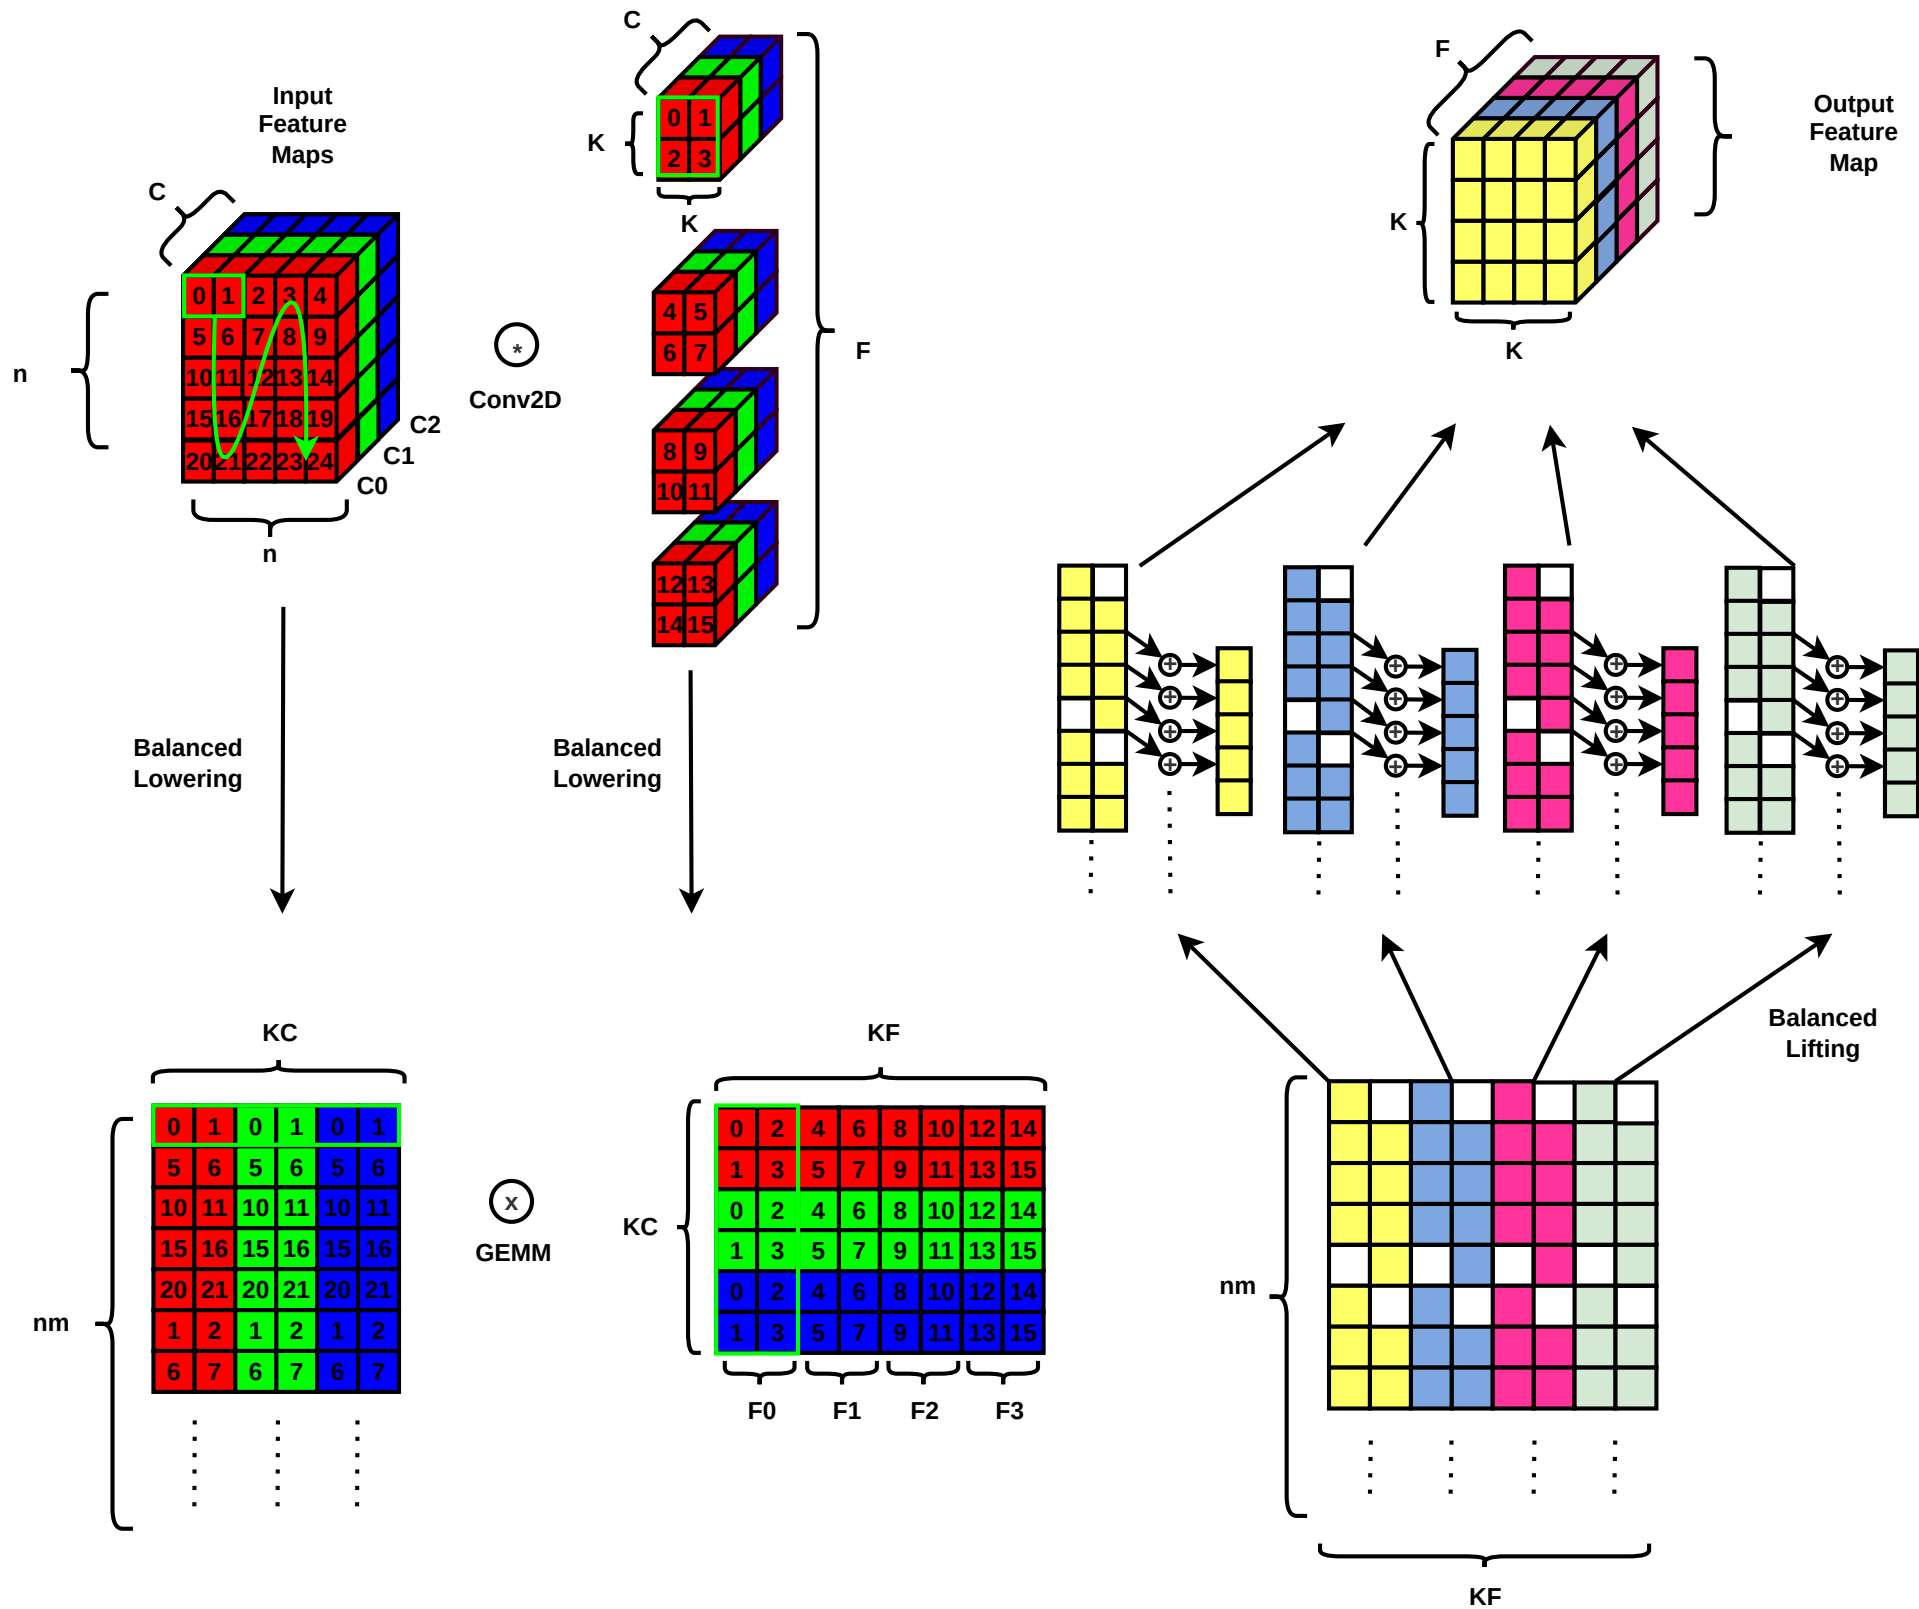 Input
Feature
Maps
C
0 1 2 3 4
5 6 7 8 9
10 11 12 13 14
15 16 17 18 19
20 21 22 23 24
n
n
C0
C1
C2
*
Conv2D
C
K
0 1
2 3
K
4 5
6 7
8 9
10 11
12 13
14 15
F
F
K
K
Output
Feature
Map
Balanced
Lowering
Balanced
Lowering
+ + + +
+ + + +
+ + + +
+ + + +
Balanced
Lifting
KC
nm
0 1 0 1 0 1
5 6 5 6 5 6
10 11 10 11 10 11
15 16 15 16 15 16
20 21 20 21 20 21
1 2 1 2 1 2
6 7 6 7 6 7
x
GEMM
KF
KC
0 2 4 6 8 10 12 14
1 3 5 7 9 11 13 15
0 2 4 6 8 10 12 14
1 3 5 7 9 11 13 15
0 2 4 6 8 10 12 14
1 3 5 7 9 11 13 15
F0 F1 F2 F3
nm
KF